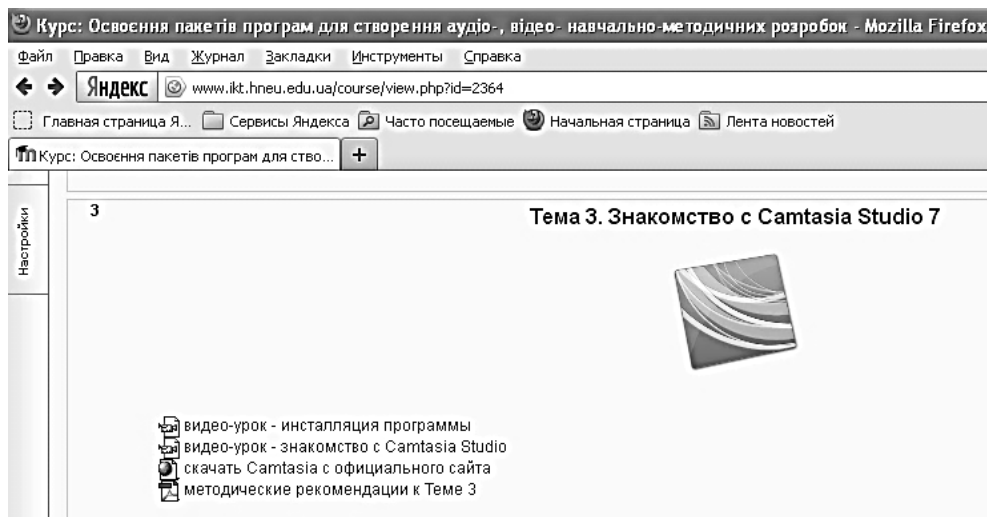 Курс: Освоєння пакетів програм для створення аудіо-, відео- навчально-методичних розробок - Mozilla Firefox
Файл Правка Вид Журнал Закладки Инструменты Справка
Яндекс www.ikt.hneu.edu.ua/course/view.php?id=2364
Главная страница Я... Сервисы Яндекса Часто посещаемые Начальная страница Лента новостей
Курс: Освоєння пакетів програм для ство... +
Настройки
3 Тема 3. Знакомство с Camtasia Studio 7
видео-урок - инсталляция программы
видео-урок - знакомство с Camtasia Studio
скачать Camtasia с официального сайта
методические рекомендации к Теме 3